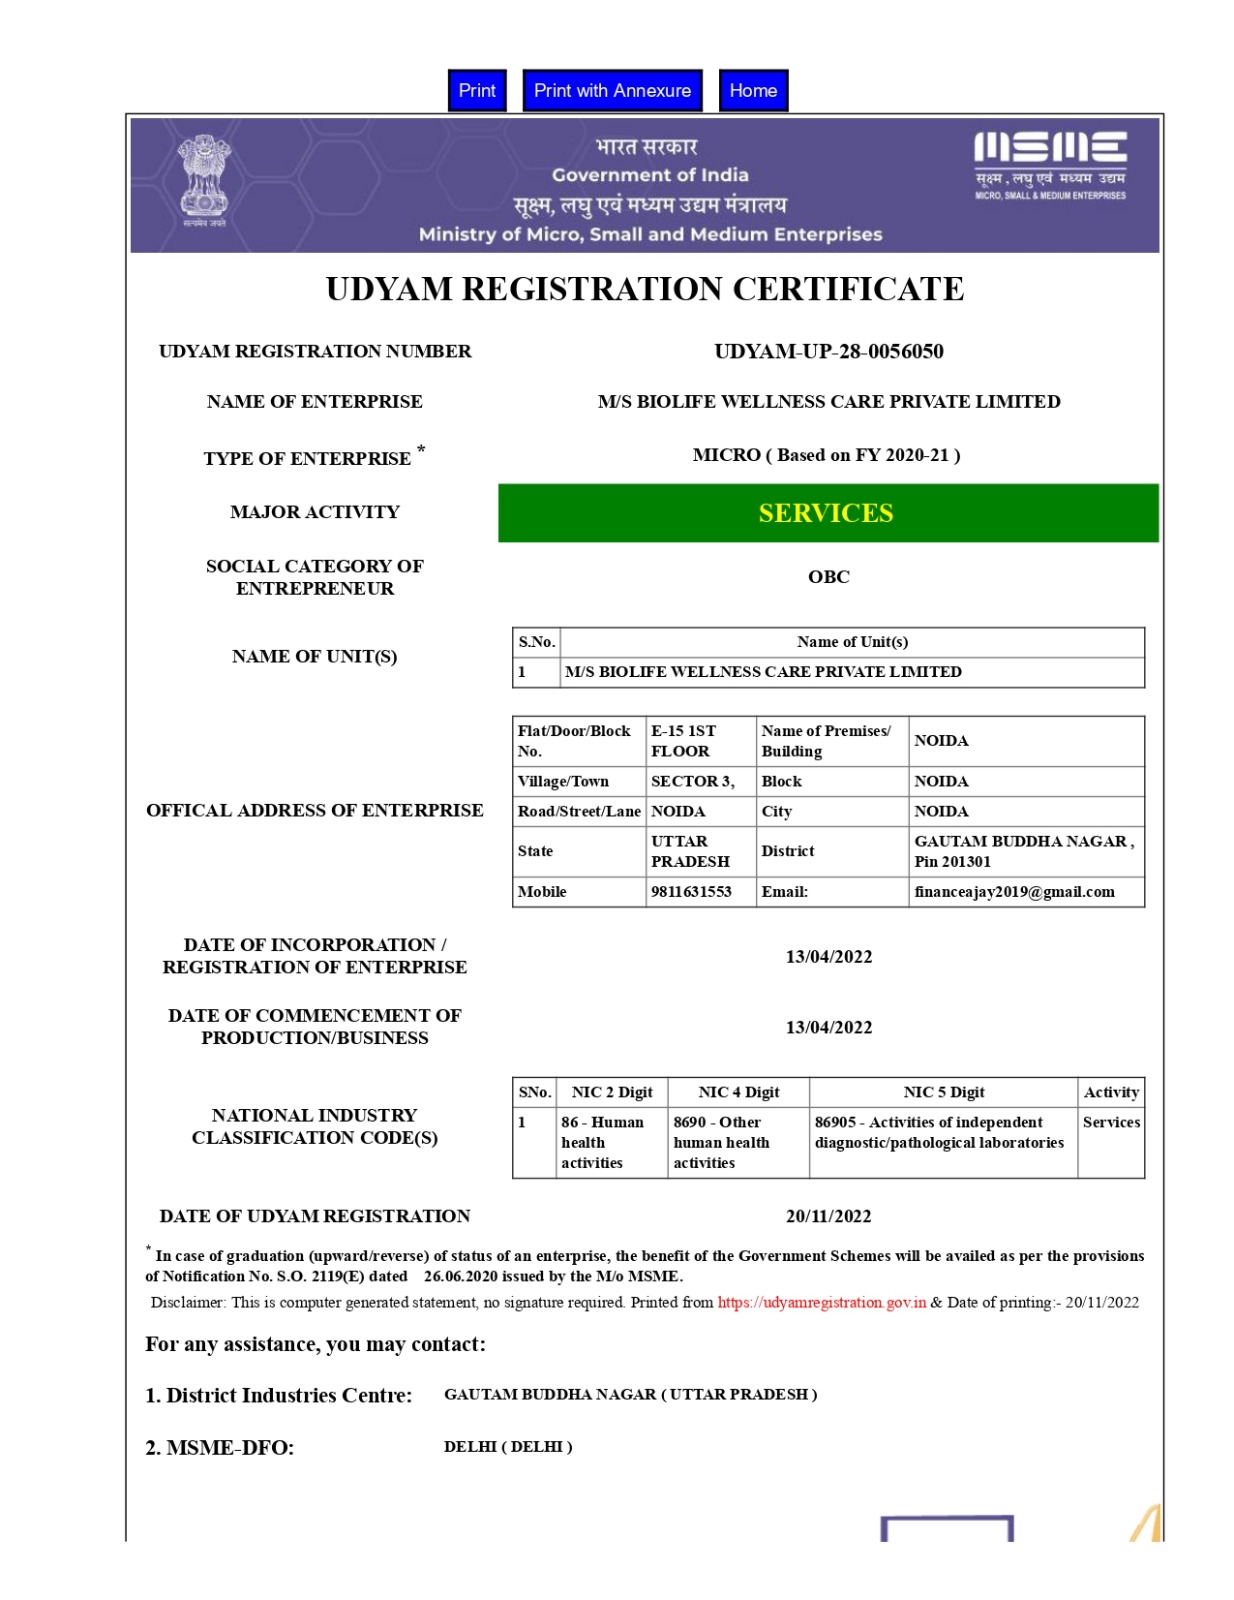 Print Print with Annexure Home
भारत सरकार
Government of India
सूक्ष्म, लघु एवं मध्यम उद्यम मंत्रालय
Ministry of Micro, Small and Medium Enterprises
सत्यमेव जयते
MSME
सूक्ष्म , लघु एवं मध्यम उद्यम
MICRO, SMALL & MEDIUM ENTERPRISES
UDYAM REGISTRATION CERTIFICATE
UDYAM REGISTRATION NUMBER UDYAM-UP-28-0056050
NAME OF ENTERPRISE M/S BIOLIFE WELLNESS CARE PRIVATE LIMITED
TYPE OF ENTERPRISE * MICRO ( Based on FY 2020-21 )
MAJOR ACTIVITY SERVICES
SOCIAL CATEGORY OF
ENTREPRENEUR
OBC
NAME OF UNIT(S)
S.No. Name of Unit(s)
1 M/S BIOLIFE WELLNESS CARE PRIVATE LIMITED
OFFICAL ADDRESS OF ENTERPRISE
Flat/Door/Block E-15 1ST Name of Premises/ NOIDA
No. FLOOR Building
Village/Town SECTOR 3, Block NOIDA
Road/Street/Lane NOIDA City NOIDA
State UTTAR District GAUTAM BUDDHA NAGAR ,
PRADESH Pin 201301
Mobile 9811631553 Email: financeajay2019@gmail.com
DATE OF INCORPORATION /
REGISTRATION OF ENTERPRISE
13/04/2022
DATE OF COMMENCEMENT OF
PRODUCTION/BUSINESS
13/04/2022
NATIONAL INDUSTRY
CLASSIFICATION CODE(S)
SNo. NIC 2 Digit NIC 4 Digit NIC 5 Digit Activity
1 86 - Human 8690 - Other 86905 - Activities of independent Services
health human health diagnostic/pathological laboratories
activities activities
DATE OF UDYAM REGISTRATION 20/11/2022
* In case of graduation (upward/reverse) of status of an enterprise, the benefit of the Government Schemes will be availed as per the provisions
of Notification No. S.O. 2119(E) dated 26.06.2020 issued by the M/o MSME.
Disclaimer: This is computer generated statement, no signature required. Printed from https://udyamregistration.gov.in & Date of printing:- 20/11/2022
For any assistance, you may contact:
1. District Industries Centre: GAUTAM BUDDHA NAGAR ( UTTAR PRADESH )
2. MSME-DFO: DELHI ( DELHI )